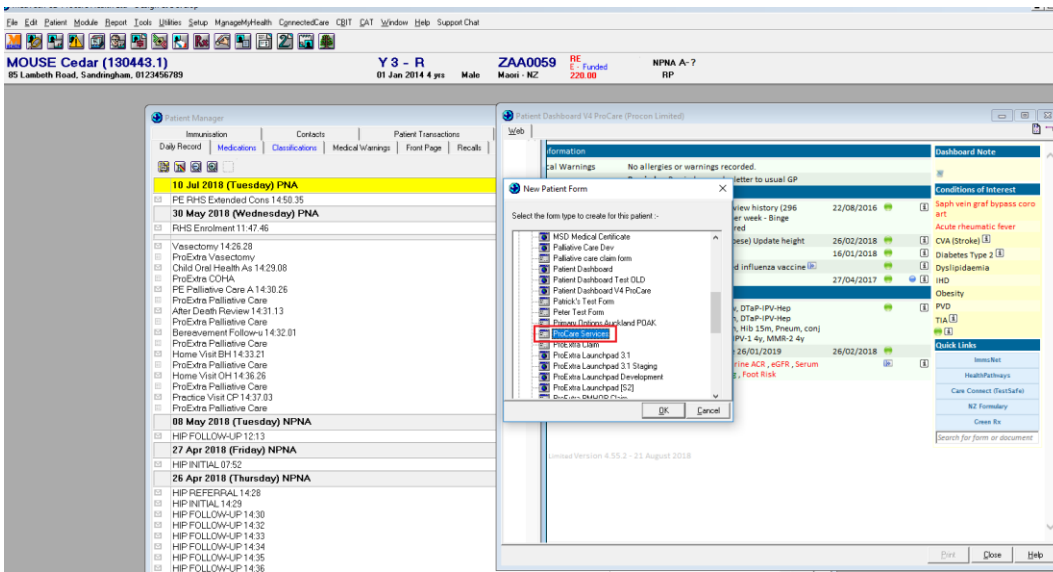 File Edit Patient Module Report Tools Utilities Setup ManageMyHealth ConnectedCare CBIT CAT Window Help Support Chat
MOUSE Cedar (130443.1)
Y 3 - R
ZAA0059
RE
E - Funded
NPNA A-?
85 Lambeth Road, Sandringham, 0123456789
01 Jan 2014 4 yrs Male
Maori - NZ
220.00
RP
Patient Manager
Immunisation
Contacts
Patient Transactions
Daily Record
Medications
Classifications
Medical Warnings
Front Page
Recalls
10 Jul 2018 (Tuesday) PNA
PE RHS Extended Cons 14:50.35
30 May 2018 (Wednesday) PNA
RHS Enrolment 11:47.46
Vasectomy 14:26.28
ProExtra Vasectomy
Child Oral Health As 14:29.08
ProExtra COHA
PE Palliative Care A 14:30.26
ProExtra Palliative Care
After Death Review 14:31.13
ProExtra Palliative Care
Bereavement Follow-u 14:32.01
ProExtra Palliative Care
Home Visit BH 14:33.21
ProExtra Palliative Care
Home Visit OH 14:36.26
ProExtra Palliative Care
Practice Visit CP 14:37.03
ProExtra Palliative Care
08 May 2018 (Tuesday) NPNA
HIP FOLLOW-UP 12:13
27 Apr 2018 (Friday) NPNA
HIP INITIAL 07:52
26 Apr 2018 (Thursday) NPNA
HIP REFERRAL 14:28
HIP INITIAL 14:29
HIP FOLLOW-UP 14:30
HIP FOLLOW-UP 14:32
HIP FOLLOW-UP 14:33
HIP FOLLOW-UP 14:34
HIP FOLLOW-UP 14:35
HIP FOLLOW-UP 14:36
Patient Dashboard V4 ProCare (Procon Limited)
Web
formation
cal Warnings No allergies or warnings recorded.
letter to usual GP
view history (296 22/08/2016
er week - Binge
red
bese) Update height 26/02/2018
16/01/2018
d influenza vaccine
27/04/2017
, DTaP-IPV-Hep
, DTaP-IPV-Hep
, Hib 15m, Pneum, conj
IPV-1 4y, MMR-2 4y
26/01/2019 26/02/2018
rine ACR , eGFR , Serum
, Foot Risk
Version 4.55.2 - 21 August 2018
New Patient Form
Select the form type to create for this patient :-
MSD Medical Certificate
Palliative Care Dev
Palliative care claim form
Patient Dashboard
Patient Dashboard Test OLD
Patient Dashboard V4 ProCare
Patrick's Test Form
Peter Test Form
Primary Options Auckland POAK
ProCare Services
ProExtra Claim
ProExtra Launchpad 3.1
ProExtra Launchpad 3.1 Staging
ProExtra Launchpad Development
ProExtra Launchpad [S2]
ProExtra PMHOP Claim
OK
Cancel
Dashboard Note
Conditions of Interest
Saph vein graf bypass coro
art
Acute rheumatic fever
CVA (Stroke)
Diabetes Type 2
Dyslipidaemia
IHD
Obesity
PVD
TIA
Quick Links
ImmsNet
HealthPathways
Care Connect (TestSafe)
NZ Formulary
Green Rx
Search for form or document
Print
Close
Help